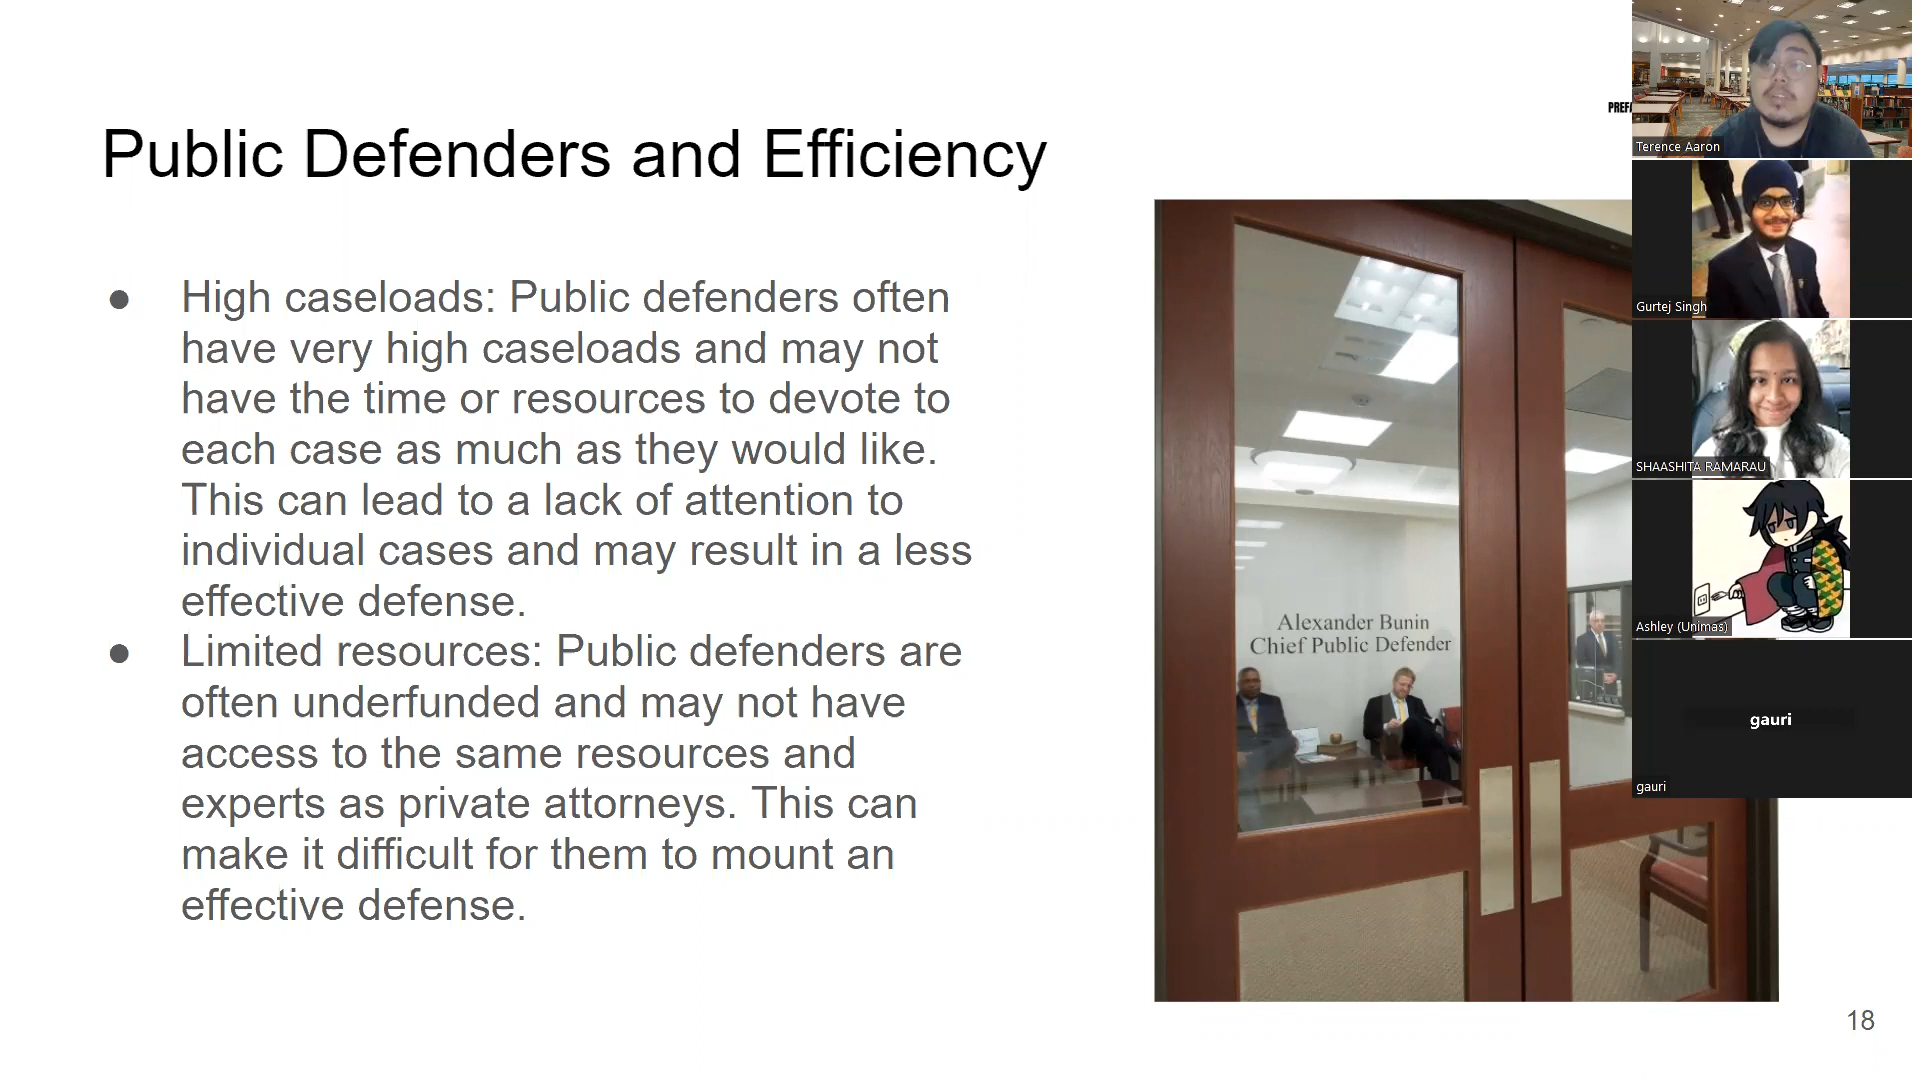 Public Defenders and Efficiency
High caseloads: Public defenders often
have very high caseloads and may not
have the time or resources to devote to
each case as much as they would like.
This can lead to a lack of attention to
individual cases and may result in a less
effective defense.
Limited resources: Public defenders are
often underfunded and may not have
access to the same resources and
experts as private attorneys. This can
make it difficult for them to mount an
effective defense.
Alexander Bunin
Chief Public Defender
18
Terence Aaron
Gurtej Singh
SHAASHITA RAMARAU
Ashley (Unimas)
gauri
gauri